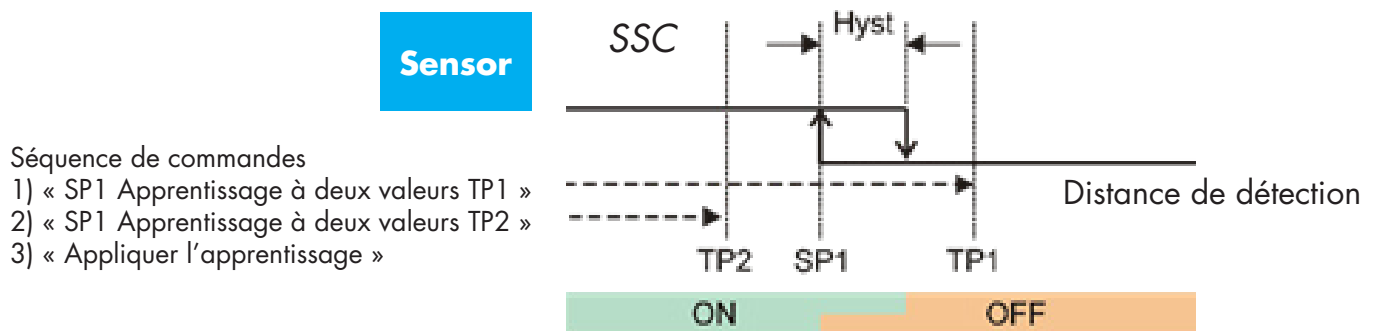 SSC
Hyst
Sensor
Séquence de commandes
1) « SP1 Apprentissage à deux valeurs TP1 »
2) « SP1 Apprentissage à deux valeurs TP2 »
3) « Appliquer l'apprentissage »
Distance de détection
TP2 SP1 TP1
ON OFF